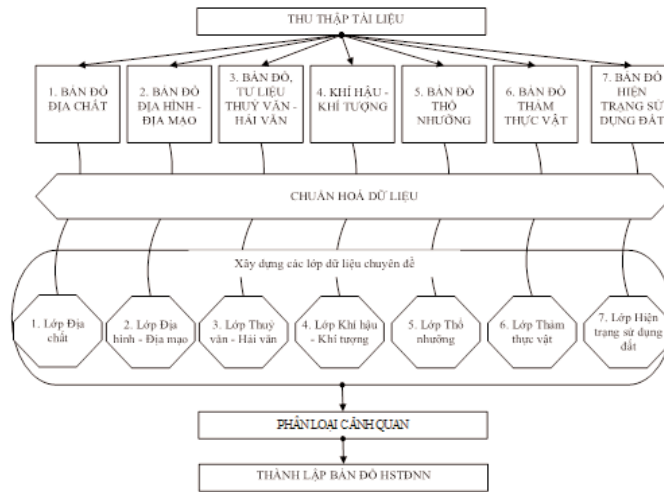 THU THẬP TÀI LIỆU
1. BẢN ĐỒ
ĐỊA CHẤT
2. BẢN ĐỒ
ĐỊA HÌNH -
ĐỊA MẠO
3. BẢN ĐỒ,
TƯ LIỆU
THUỶ VĂN -
HẢI VĂN
4. KHÍ HẬU -
KHÍ TƯỢNG
5. BẢN ĐỒ
THỔ
NHƯỠNG
6. BẢN ĐỒ
THẢM
THỰC VẬT
7. BẢN ĐỒ
HIỆN
TRẠNG SỬ
DỤNG ĐẤT
CHUẨN HOÁ DỮ LIỆU
Xây dựng các lớp dữ liệu chuyên đề
1. Lớp Địa
chất
2. Lớp Địa
hình - Địa mạo
3. Lớp Thuỷ
văn - Hải văn
4. Lớp Khí hậu
- Khí tượng
5. Lớp Thổ
nhưỡng
6. Lớp Thảm
thực vật
7. Lớp Hiện
trạng sử dụng
đất
PHÂN LOẠI CẢNH QUAN
THÀNH LẬP BẢN ĐỒ HSTĐNN